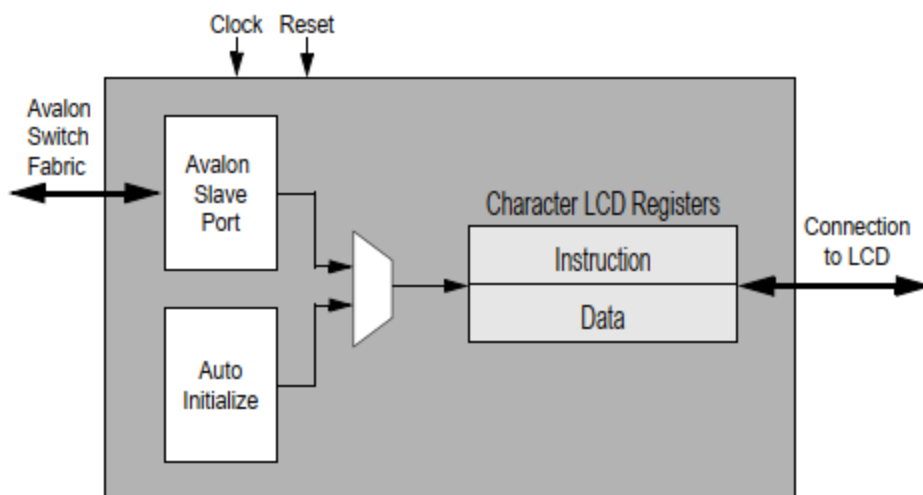 Clock
Reset
Avalon
Switch
Fabric
Avalon
Slave
Port
Character LCD Registers
Instruction
Data
Connection
to LCD
Auto
Initialize